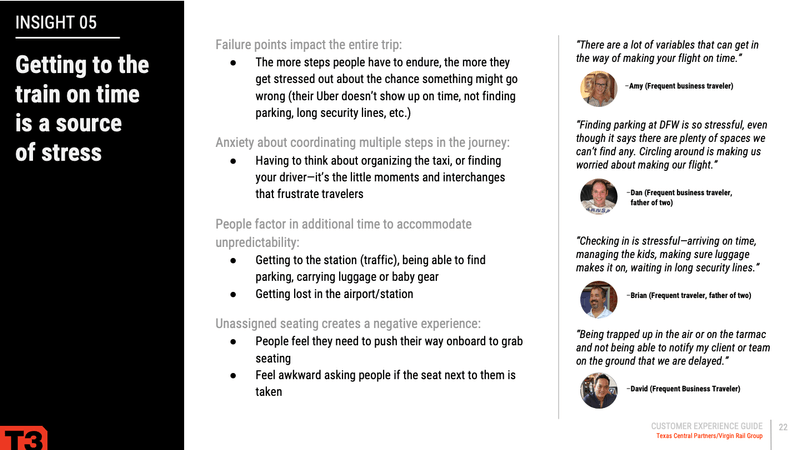 INSIGHT 05
Getting to the
train on time
is a source
of stress
T3
Failure points impact the entire trip:
● The more steps people have to endure, the more they
get stressed out about the chance something might go
wrong (their Uber doesn’t show up on time, not finding
parking, long security lines, etc.)
Anxiety about coordinating multiple steps in the journey:
● Having to think about organizing the taxi, or finding
your driver—it’s the little moments and interchanges
that frustrate travelers
People factor in additional time to accommodate
unpredictability:
● Getting to the station (traffic), being able to find
parking, carrying luggage or baby gear
● Getting lost in the airport/station
Unassigned seating creates a negative experience:
● People feel they need to push their way onboard to grab
seating
● Feel awkward asking people if the seat next to them is
taken
“There are a lot of variables that can get in
the way of making your flight on time.“
–Amy (Frequent business traveler)
“Finding parking at DFW is so stressful, even
though it says there are plenty of spaces we
can’t find any. Circling around is making us
worried about making our flight.”
–Dan (Frequent business traveler,
father of two)
“Checking in is stressful—arriving on time,
managing the kids, making sure luggage
makes it on, waiting in long security lines.”
–Brian (Frequent traveler, father of two)
“Being trapped up in the air or on the tarmac
and not being able to notify my client or team
on the ground that we are delayed.”
–David (Frequent Business Traveler)
CUSTOMER EXPERIENCE GUIDE
Texas Central Partners/Virgin Rail Group
22